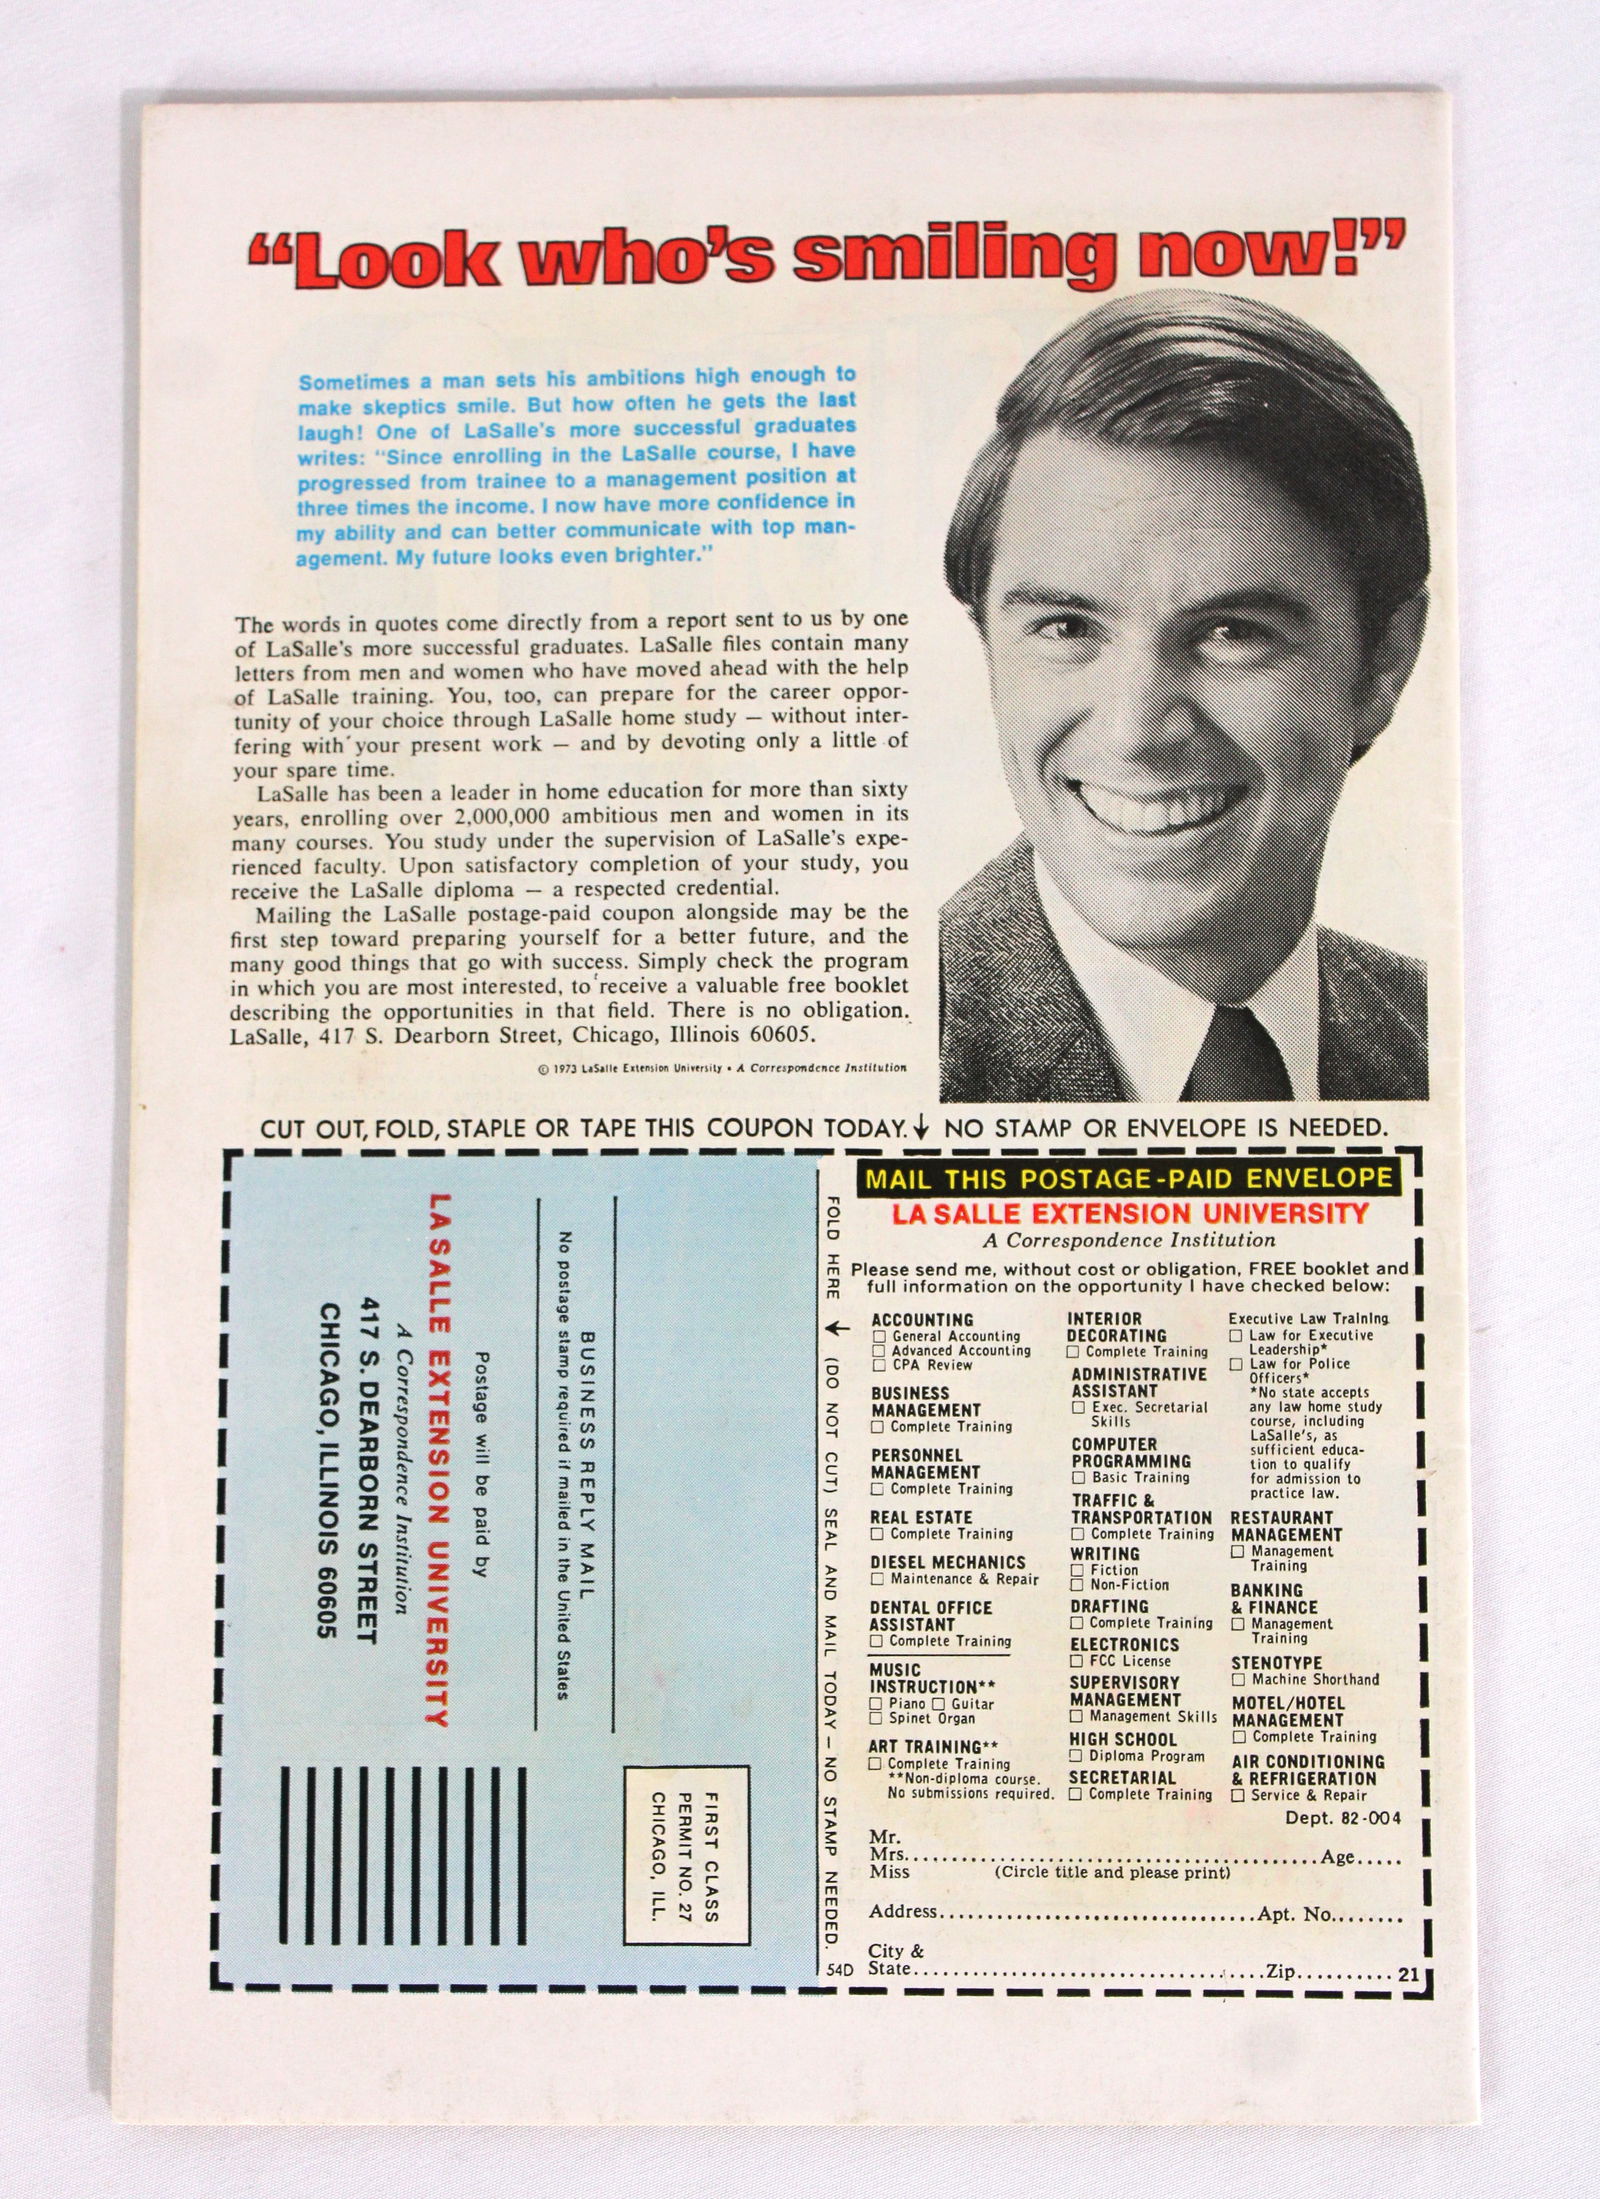 “Look who’s smiling now!”
Sometimes a man sets his ambitions high enough to
make skeptics smile. But how often he gets the last
laugh! One of LaSalle’s more successful graduates
writes: “Since enrolling in the LaSalle course, I have
progressed from trainee to a management position at
three times the income. I now have more confidence in
my ability and can better communicate with top man-
agement. My future looks even brighter.”
The words in quotes come directly from a report sent to us by one
of LaSalle’s more successful graduates. LaSalle files contain many
letters from men and women who have moved ahead with the help
of LaSalle training. You, too, can prepare for the career oppor-
tunity of your choice through LaSalle home study — without inter-
fering with your present work — and by devoting only a little of
your spare time.
LaSalle has been a leader in home education for more than sixty
years, enrolling over 2,000,000 ambitious men and women in its
many courses. You study under the supervision of LaSalle’s expe-
rienced faculty. Upon satisfactory completion of your study, you
receive the LaSalle diploma — a respected credential.
Mailing the LaSalle postage-paid coupon alongside may be the
first step toward preparing yourself for a better future, and the
many good things that go with success. Simply check the program
in which you are most interested, to receive a valuable free booklet
describing the opportunities in that field. There is no obligation.
LaSalle, 417 S. Dearborn Street, Chicago, Illinois 60605.
© 1973 LaSalle Extension University • A Correspondence Institution
CUT OUT, FOLD, STAPLE OR TAPE THIS COUPON TODAY.↓ NO STAMP OR ENVELOPE IS NEEDED.
FIRST CLASS
PERMIT NO. 27
CHICAGO, ILL.
BUSINESS REPLY MAIL
No postage stamp required if mailed in the United States
Postage will be paid by
LA SALLE EXTENSION UNIVERSITY
A Correspondence Institution
417 S. DEARBORN STREET
CHICAGO, ILLINOIS 60605
FOLD HERE ← (DO NOT CUT) SEAL AND MAIL TODAY — NO STAMP NEEDED.
54D
MAIL THIS POSTAGE-PAID ENVELOPE
LA SALLE EXTENSION UNIVERSITY
A Correspondence Institution
Please send me, without cost or obligation, FREE booklet and
full information on the opportunity I have checked below:
ACCOUNTING
☐ General Accounting
☐ Advanced Accounting
☐ CPA Review
BUSINESS
MANAGEMENT
☐ Complete Training
PERSONNEL
MANAGEMENT
☐ Complete Training
REAL ESTATE
☐ Complete Training
DIESEL MECHANICS
☐ Maintenance & Repair
DENTAL OFFICE
ASSISTANT
☐ Complete Training
MUSIC
INSTRUCTION**
☐ Piano ☐ Guitar
☐ Spinet Organ
ART TRAINING**
☐ Complete Training
**Non-diploma course.
No submissions required.
INTERIOR
DECORATING
☐ Complete Training
ADMINISTRATIVE
ASSISTANT
☐ Exec. Secretarial
Skills
COMPUTER
PROGRAMMING
☐ Basic Training
TRAFFIC &
TRANSPORTATION
☐ Complete Training
WRITING
☐ Fiction
☐ Non-Fiction
DRAFTING
☐ Complete Training
ELECTRONICS
☐ FCC License
SUPERVISORY
MANAGEMENT
☐ Management Skills
HIGH SCHOOL
☐ Diploma Program
SECRETARIAL
☐ Complete Training
Executive Law Training
☐ Law for Executive
Leadership*
☐ Law for Police
Officers*
*No state accepts
any law home study
course, including
LaSalle’s, as
sufficient educa-
tion to qualify
for admission to
practice law.
RESTAURANT
MANAGEMENT
☐ Management
Training
BANKING
& FINANCE
☐ Management
Training
STENOTYPE
☐ Machine Shorthand
MOTEL/HOTEL
MANAGEMENT
☐ Complete Training
AIR CONDITIONING
& REFRIGERATION
☐ Service & Repair
Dept. 82-004
Mr.
Mrs..............................................Age.....
Miss (Circle title and please print)
Address...................................Apt. No........
City &
State.......................................Zip.......... 21